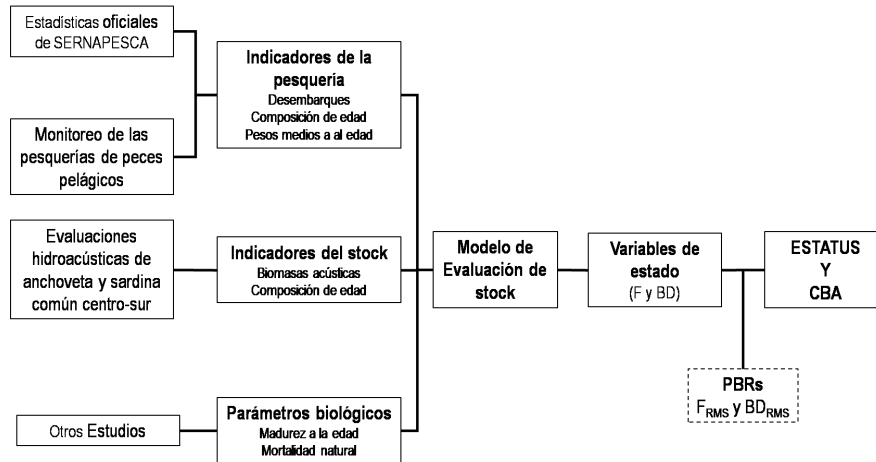 Estadísticas oficiales
de SERNAPESCA
Monitoreo de las
pesquerías de peces
pelágicos
Indicadores de la
pesquería
Desembarques
Composición de edad
Pesos medios a al edad
Evaluaciones
hidroacústicas de
anchoveta y sardina
común centro-sur
Indicadores del stock
Biomasas acústicas
Composición de edad
Otros Estudios
Parámetros biológicos
Madurez a la edad
Mortalidad natural
Modelo de
Evaluación de
stock
Variables de
estado
(F y BD)
ESTATUS
Y
CBA
PBRs
FRMS y BDRMS